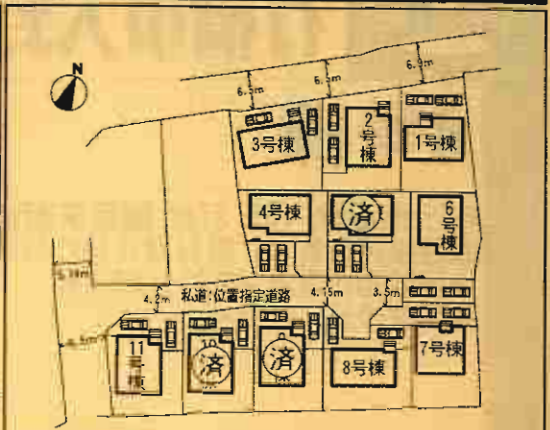 N
6.5m
6.5m
6.9m
3号棟
2号棟
1号棟
4号棟
済
6号棟
4.2m
私道:位置指定道路
4.15m
3.5m
11号棟
済
済
8号棟
7号棟